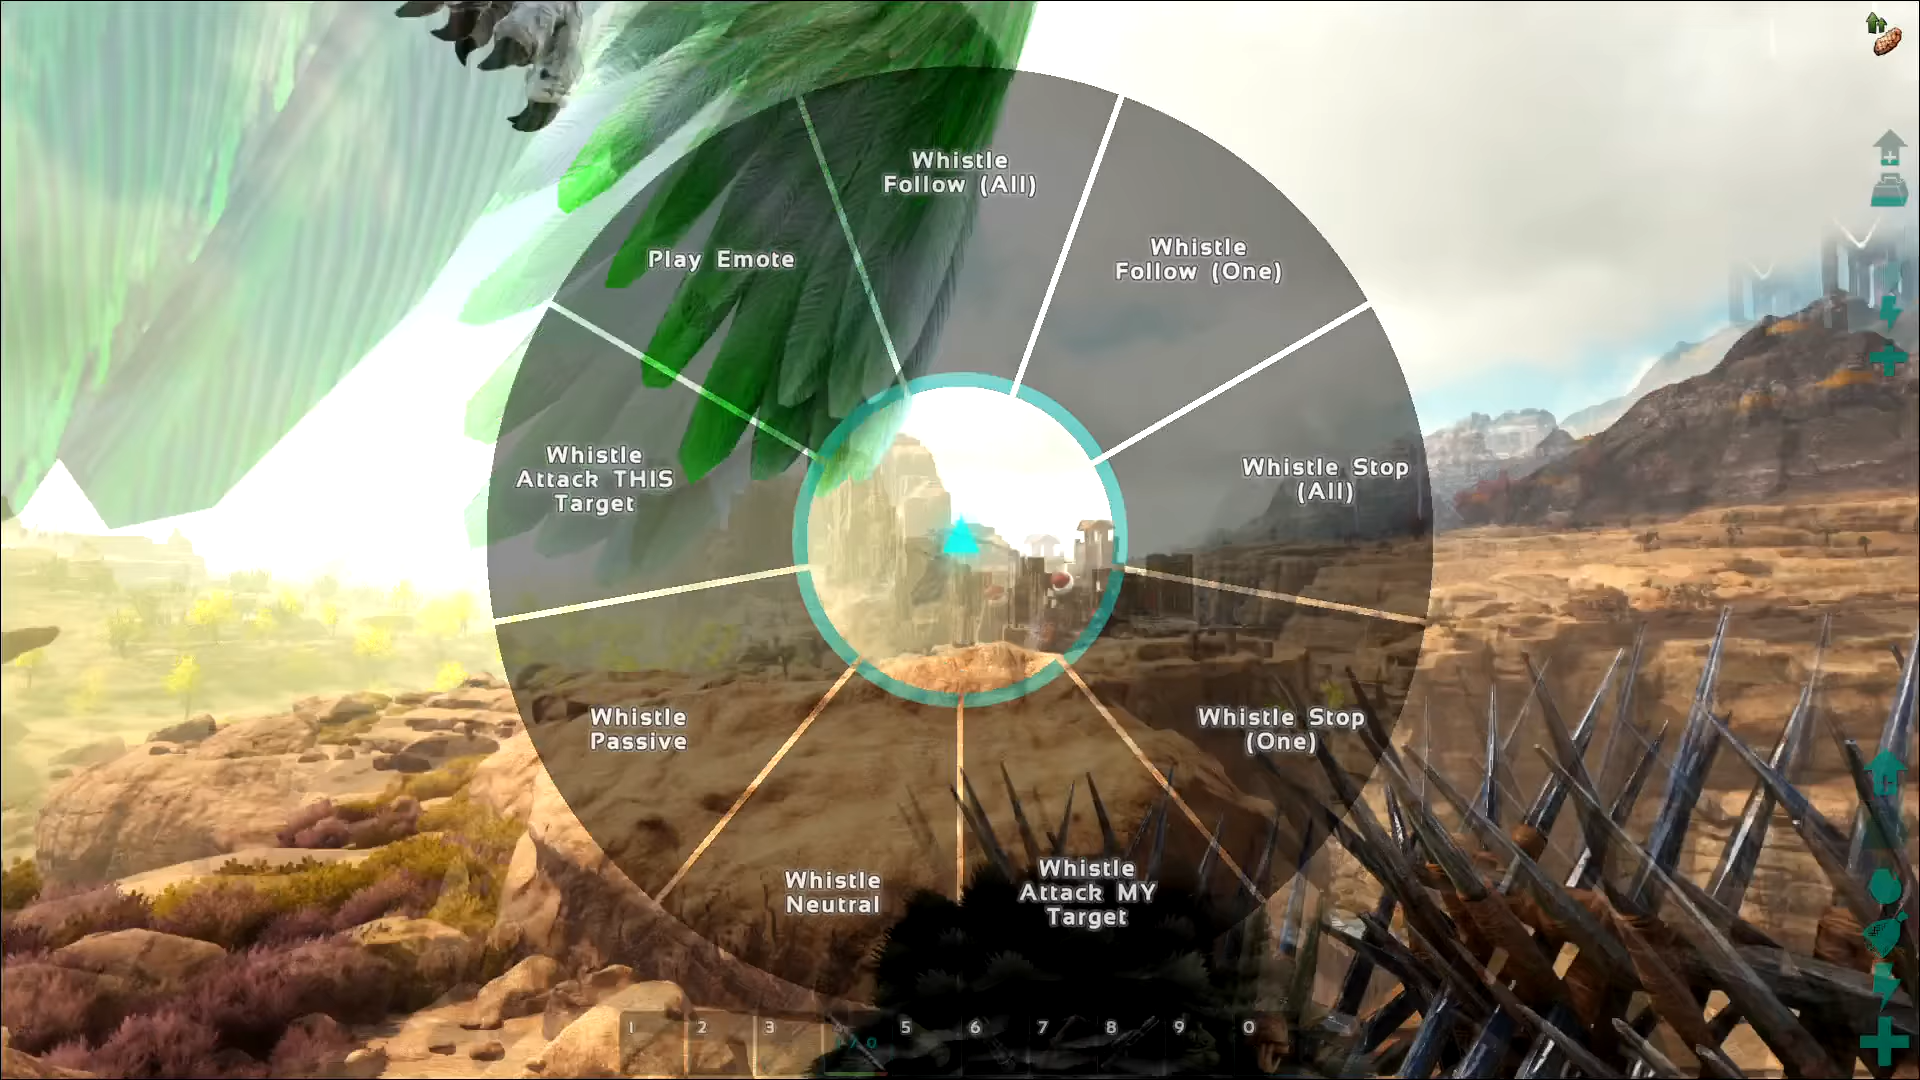 Whistle
Follow (All)
Whistle
Follow (One)
Play Emote
Whistle
Attack THIS
Target
Whistle Stop
(All)
Whistle
Passive
Whistle Stop
(One)
Whistle
Neutral
Whistle
Attack MY
Target
1 2 3 4 5 6 7 8 9 0